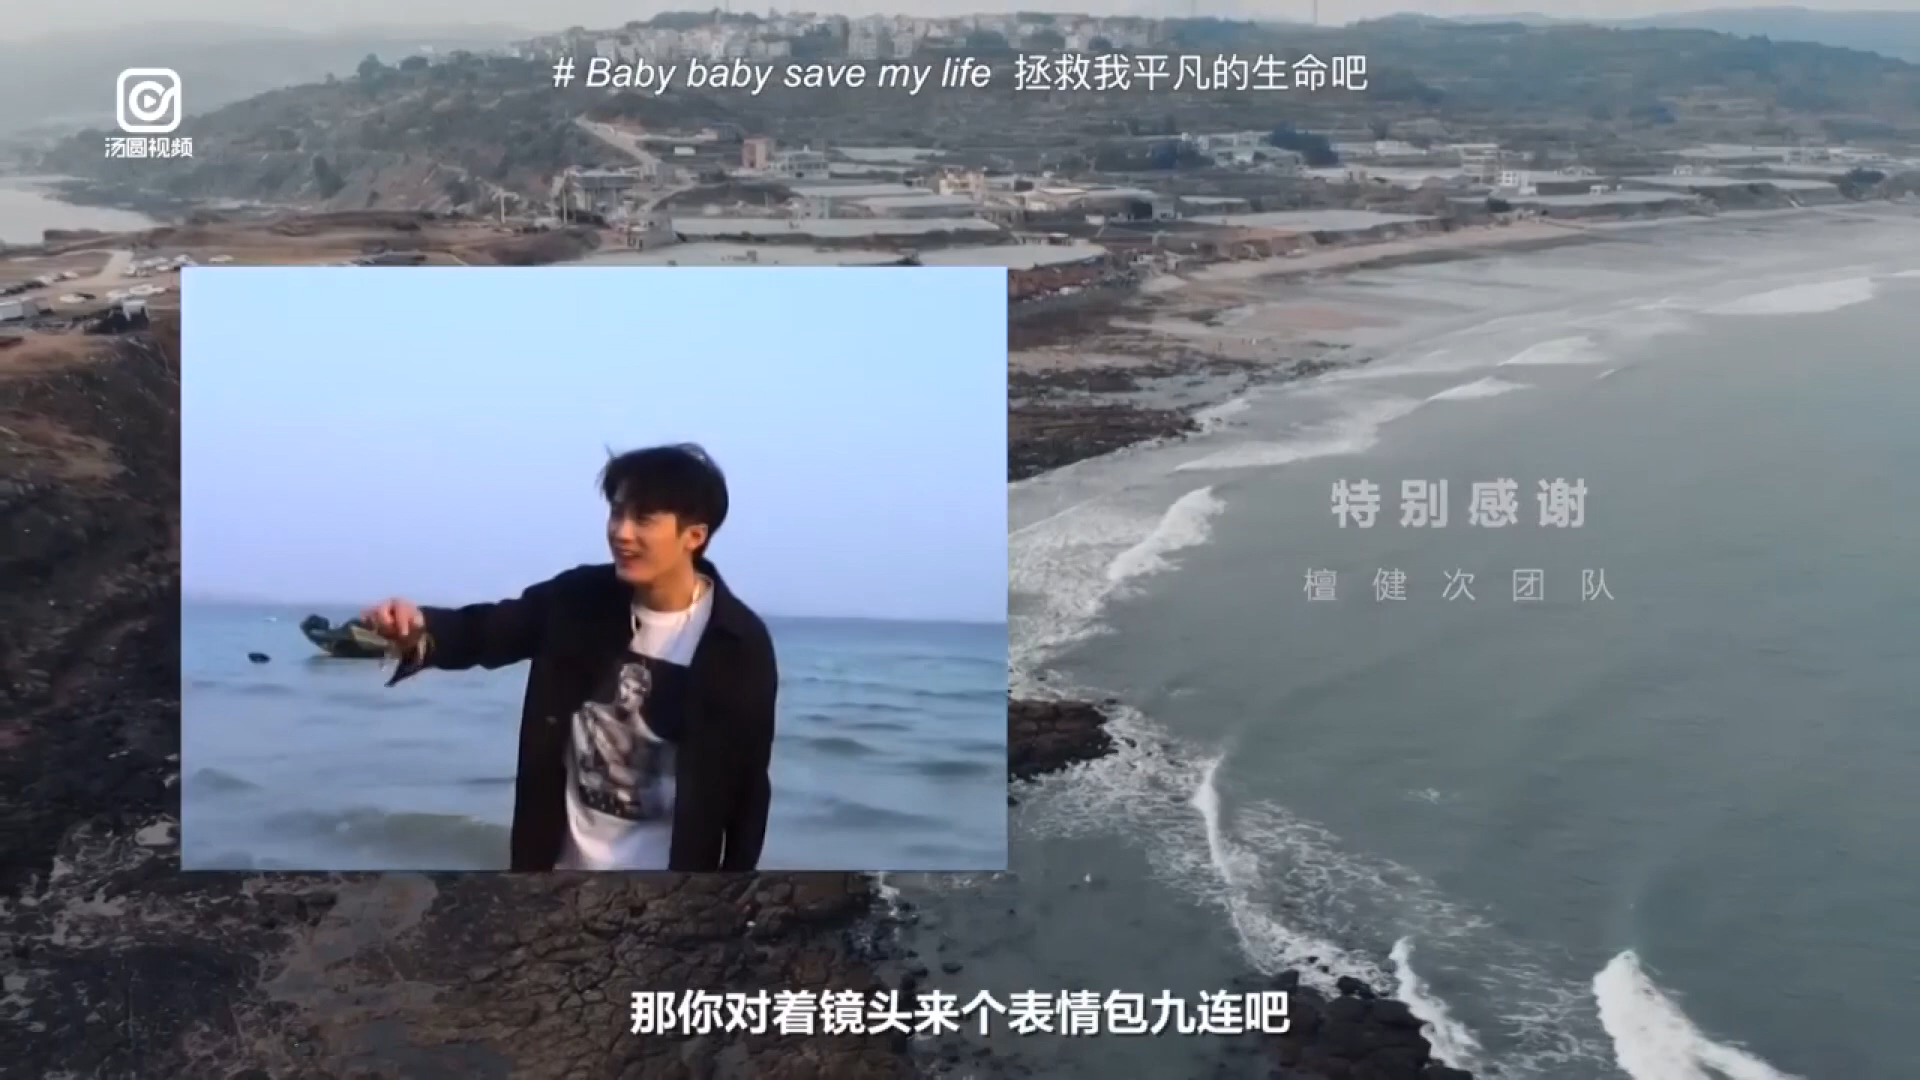 # Baby baby save my life 拯救我平凡的生命吧
汤圆视频
特别感谢
檀健次团队
那你对着镜头来个表情包九连吧